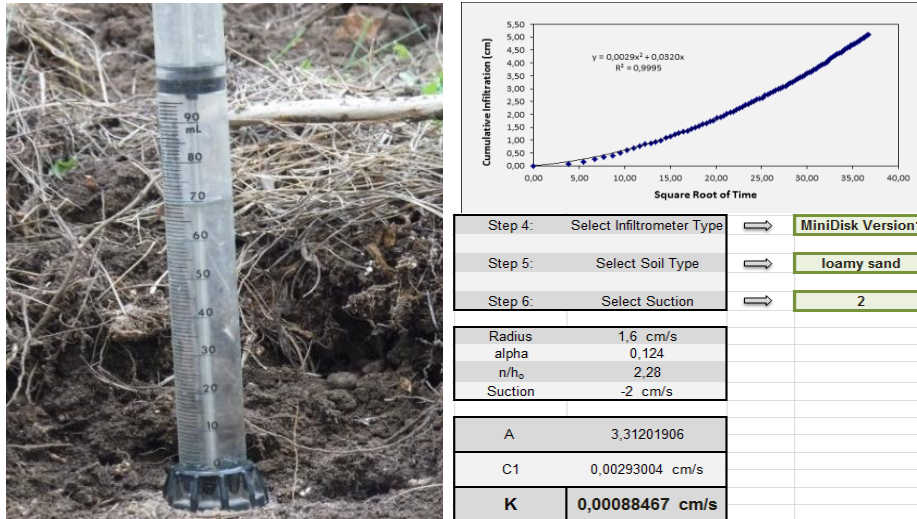 90
mL
80
70
60
50
40
30
20
10
0
Cumulative Infiltration (cm)
5,50
5,00
4,50
4,00
3,50
3,00
2,50
2,00
1,50
1,00
0,50
0,00
y = 0,0029x² + 0,0320x
R² = 0,9995
0,00 5,00 10,00 15,00 20,00 25,00 30,00 35,00 40,00
Square Root of Time
Step 4: Select Infiltrometer Type MiniDisk Version
Step 5: Select Soil Type loamy sand
Step 6: Select Suction 2
Radius 1,6 cm/s
alpha 0,124
n/hₒ 2,28
Suction -2 cm/s
A 3,31201906
C1 0,00293004 cm/s
K 0,00088467 cm/s